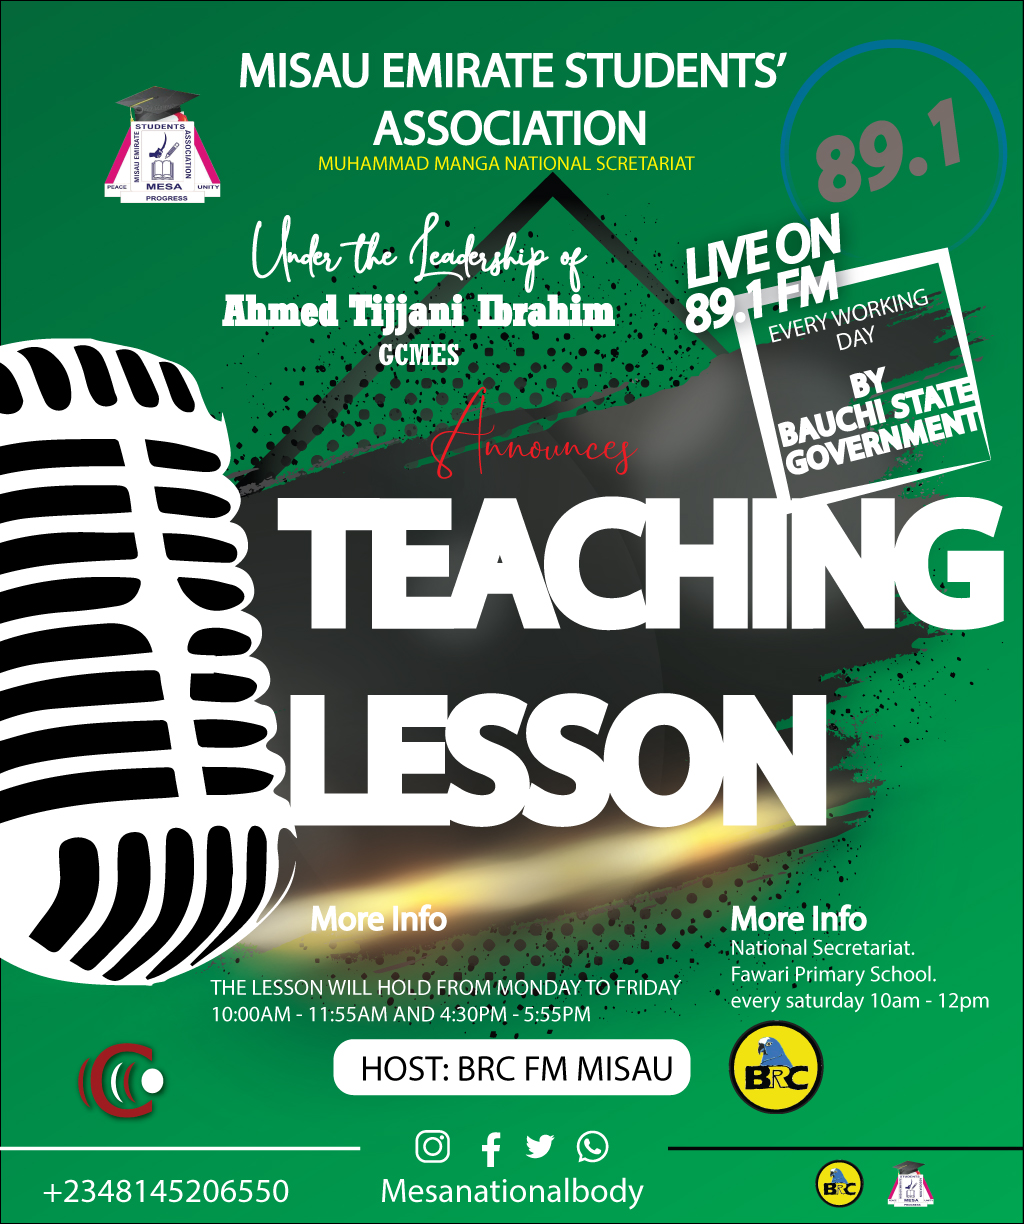 MISAU EMIRATE STUDENTS'
ASSOCIATION
MUHAMMAD MANGA NATIONAL SCRETARIAT
STUDENTS
MISAU EMIRATE
ASSOCIATION
PEACE
MESA
UNITY
PROGRESS
89.1
Under the Leadership of
Ahmed Tijjani Ibrahim
GCMES
LIVE ON
89.1 FM
EVERY WORKING
DAY
BY
BAUCHI STATE
GOVERNMENT
Announces
TEACHING
LESSON
More Info
THE LESSON WILL HOLD FROM MONDAY TO FRIDAY
10:00AM - 11:55AM AND 4:30PM - 5:55PM
More Info
National Secretariat.
Fawari Primary School.
every saturday 10am - 12pm
HOST: BRC FM MISAU
BRC
+2348145206550
Mesanationalbody
BRC
MESA
PROGRESS